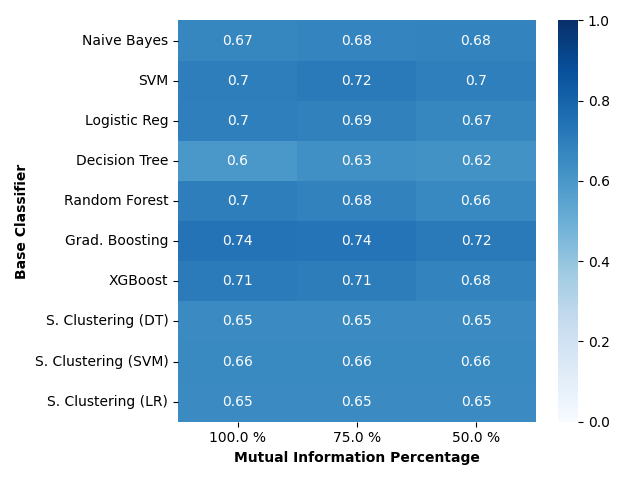 Naive Bayes 0.67 0.68 0.68
SVM 0.7 0.72 0.7
Logistic Reg 0.7 0.69 0.67
Decision Tree 0.6 0.63 0.62
Random Forest 0.7 0.68 0.66
Grad. Boosting 0.74 0.74 0.72
XGBoost 0.71 0.71 0.68
S. Clustering (DT) 0.65 0.65 0.65
S. Clustering (SVM) 0.66 0.66 0.66
S. Clustering (LR) 0.65 0.65 0.65
100.0 % 75.0 % 50.0 %
Mutual Information Percentage
Base Classifier
1.0
0.8
0.6
0.4
0.2
0.0